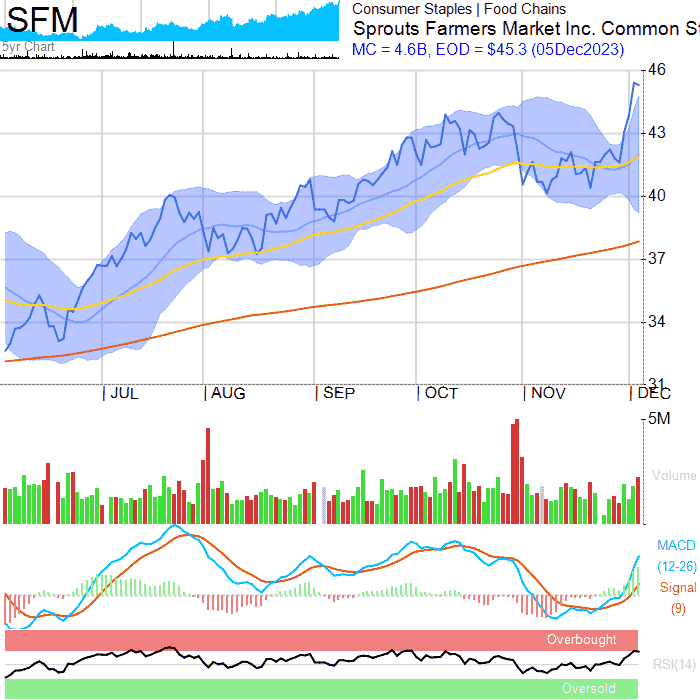 SFM
5yr Chart
Consumer Staples | Food Chains
Sprouts Farmers Market Inc. Common St
MC = 4.6B, EOD = $45.3 (05Dec2023)
46
43
40
37
34
31
JUL AUG SEP OCT NOV DEC
5M
Volume
MACD
(12-26)
Signal
(9)
Overbought
RSI(14)
Oversold